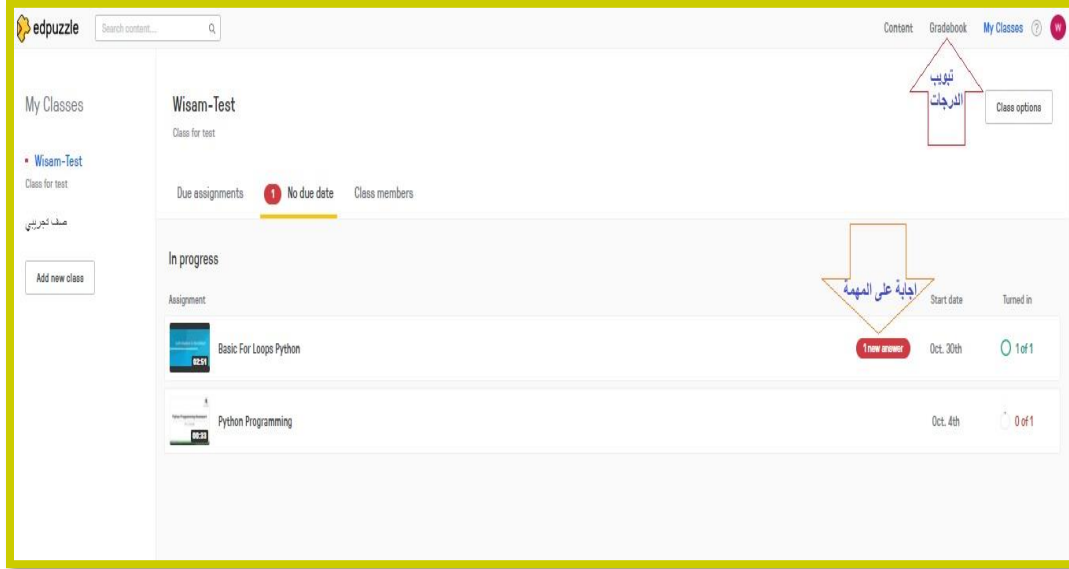 edpuzzle
Search content...
Content Gradebook My Classes ? W
تبويب
الدرجات
My Classes
Wisam-Test
Class for test
صف تجريبي
Add new class
Wisam-Test
Class for test
Class options
Due assignments 1 No due date Class members
In progress
اجابة على المهمة
Assignment Start date Turned in
02:51 Basic For Loops Python 1 new answer Oct. 30th 1 of 1
Python Programming Oct. 4th 0 of 1